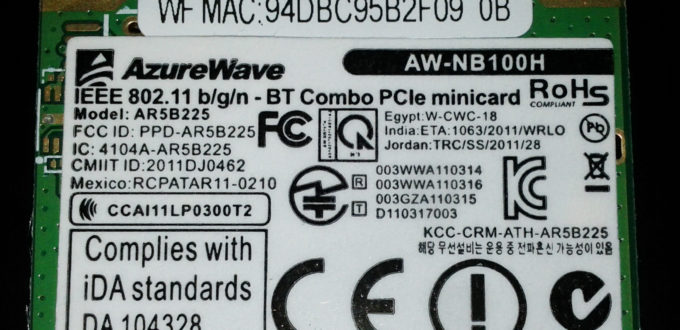 WF MAC:94DBC95B2F09 0B
AzureWave
AW-NB100H
IEEE 802.11 b/g/n - BT Combo PCIe minicard
RoHS
COMPLIANT
Model: AR5B225
FCC ID: PPD-AR5B225
IC: 4104A-AR5B225
CMIIT ID:2011DJ0462
Mexico:RCPATAR11-0210
FC
Egypt:W-CWC-18
India:ETA:1063/2011/WRLO
Jordan:TRC/SS/2011/28
Pb
R
003WWA110314
003WWA110316
003GZA110315
T
D110317003
CCAI11LP0300T2
KCC-CRM-ATH-AR5B225
해당 무선설비는 운용 중 전파혼신 가능성이 있음
Complies with
iDA standards
DA 104328
CE